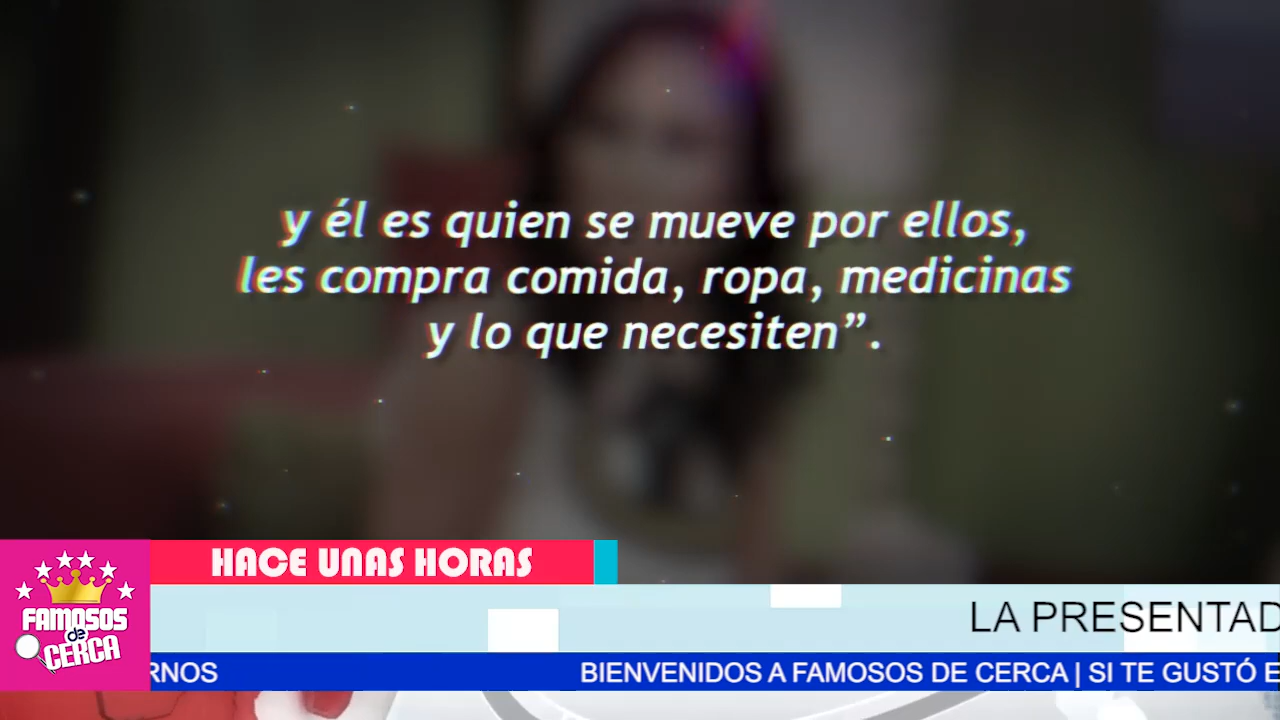 y él es quien se mueve por ellos,
les compra comida, ropa, medicinas
y lo que necesiten”.
HACE UNAS HORAS
FAMOSOS
de
CERCA
LA PRESENTAD
RNOS
BIENVENIDOS A FAMOSOS DE CERCA | SI TE GUSTÓ E